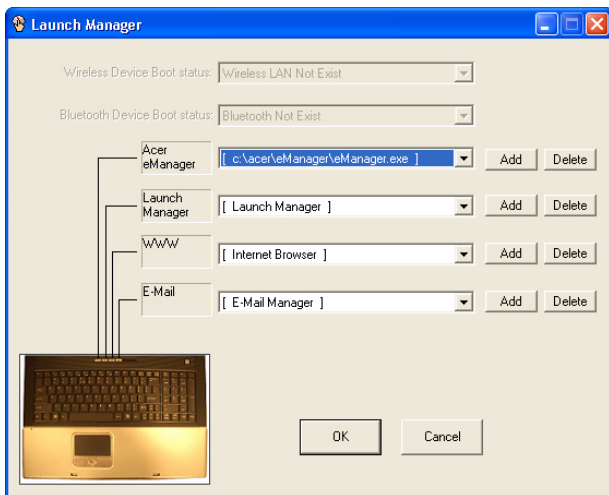 Launch Manager
Wireless Device Boot status: Wireless LAN Not Exist
Bluetooth Device Boot status: Bluetooth Not Exist
Acer
eManager
[ c:\acer\eManager\eManager.exe ]
Add
Delete
Launch
Manager
[ Launch Manager ]
Add
Delete
WWW
[ Internet Browser ]
Add
Delete
E-Mail
[ E-Mail Manager ]
Add
Delete
OK
Cancel